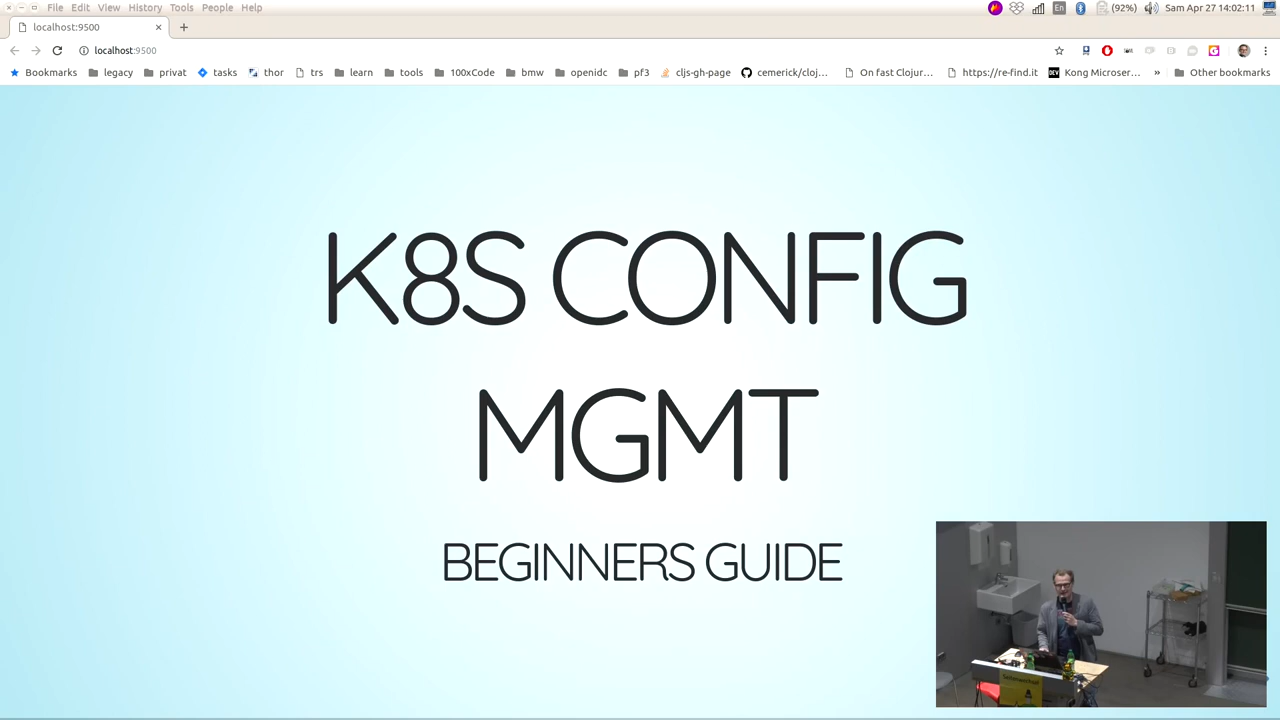 File Edit View History Tools People Help
En (92%) Sam Apr 27 14:02:11
localhost:9500
localhost:9500
Bookmarks legacy privat tasks thor trs learn tools 100xCode bmw openidc pf3 cljs-gh-page cemerick/cloj... On fast Clojur... https://re-find.it DEV Kong Microser... » Other bookmarks
K8S CONFIG
MGMT
BEGINNERS GUIDE